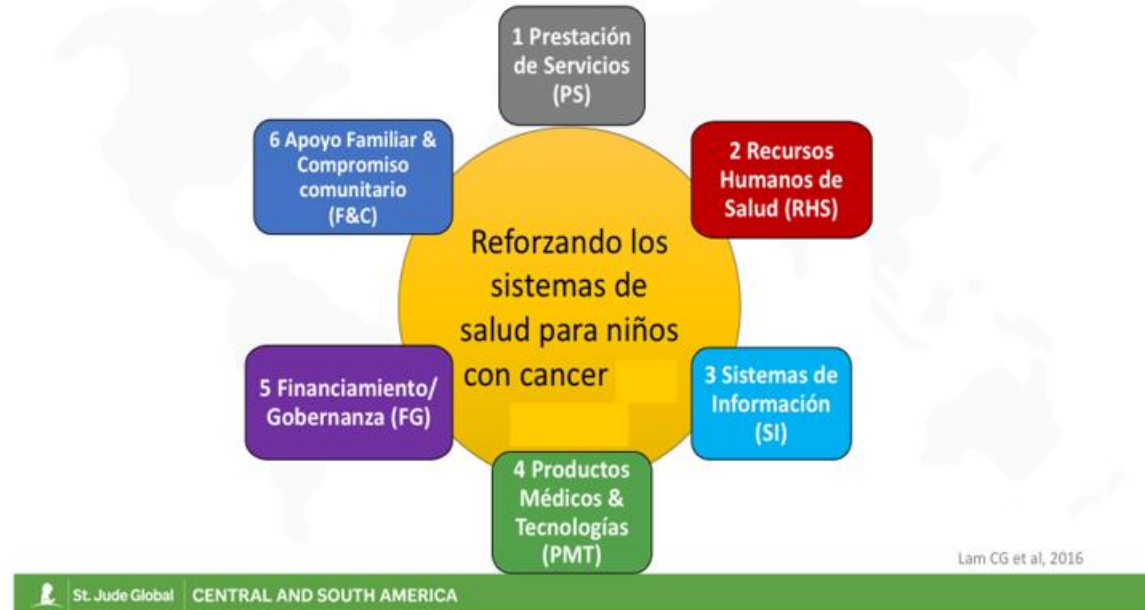 1 Prestación
de Servicios
(PS)
2 Recursos
Humanos de
Salud (RHS)
3 Sistemas de
Información
(SI)
4 Productos
Médicos &
Tecnologías
(PMT)
5 Financiamiento/
Gobernanza (FG)
6 Apoyo Familiar &
Compromiso
comunitario
(F&C)
Reforzando los
sistemas de
salud para niños
con cancer
Lam CG et al, 2016
St. Jude Global CENTRAL AND SOUTH AMERICA